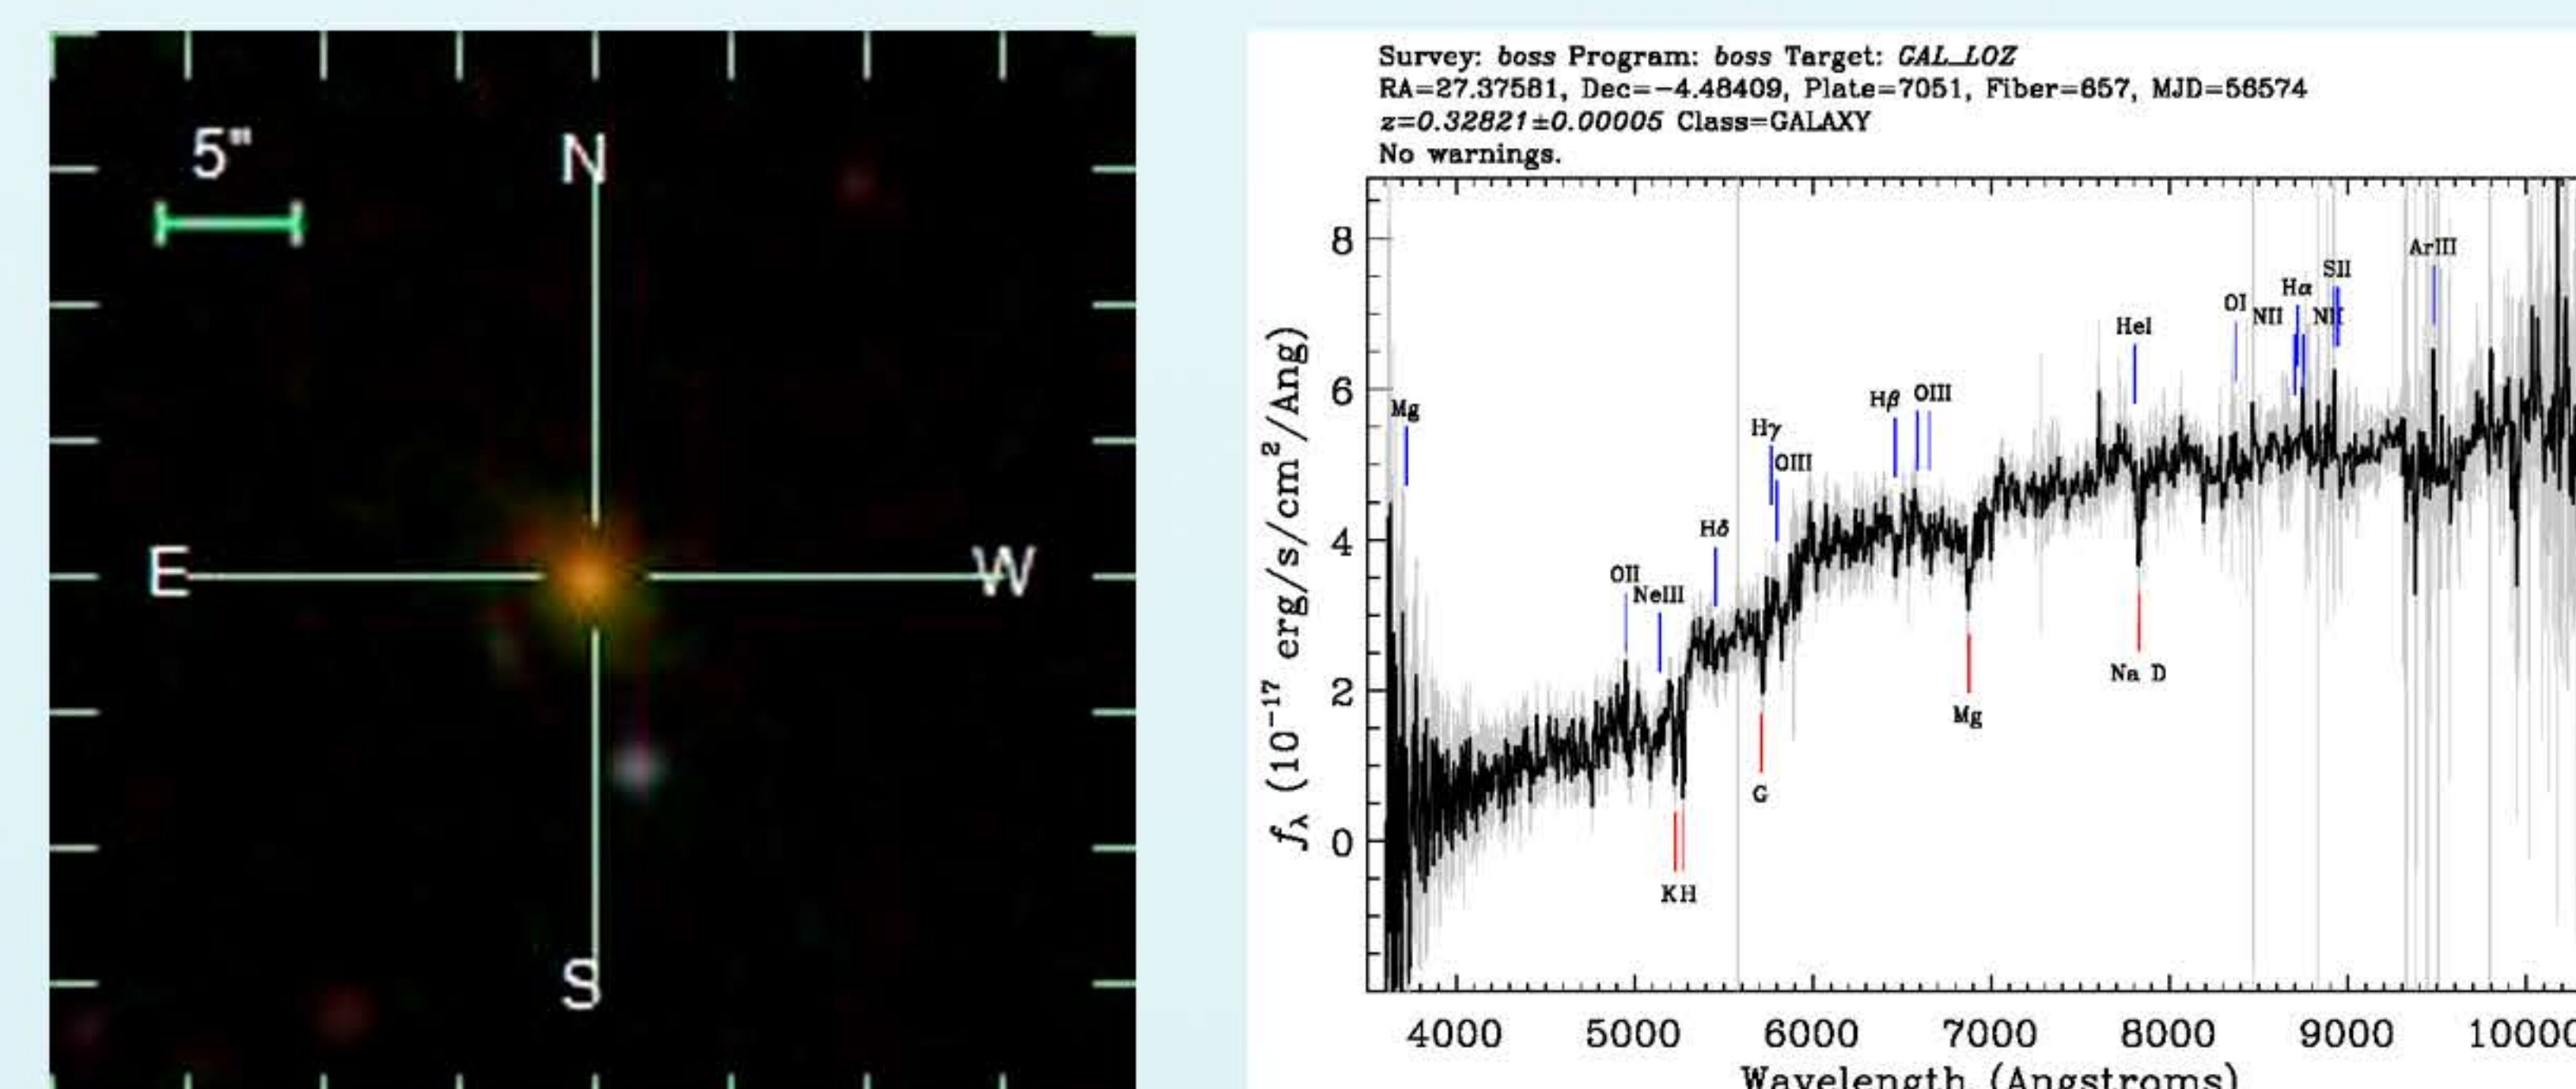 5"
N
E
W
S
Survey: boss Program: boss Target: GAL_LOZ
RA=27.37581, Dec=-4.48409, Plate=7051, Fiber=657, MJD=56574
z=0.32821±0.00005 Class=GALAXY
No warnings.
8
6
4
2
0
fλ (10⁻¹⁷ erg/s/cm²/Ang)
Mg
OII
NeIII
Hδ
Hγ
OIII
Hβ
OIII
HeI
OI
NII
Hα
NII
SII
ArIII
K H
G
Mg
Na D
4000
5000
6000
7000
8000
9000
10000
Wavelength (Angstroms)